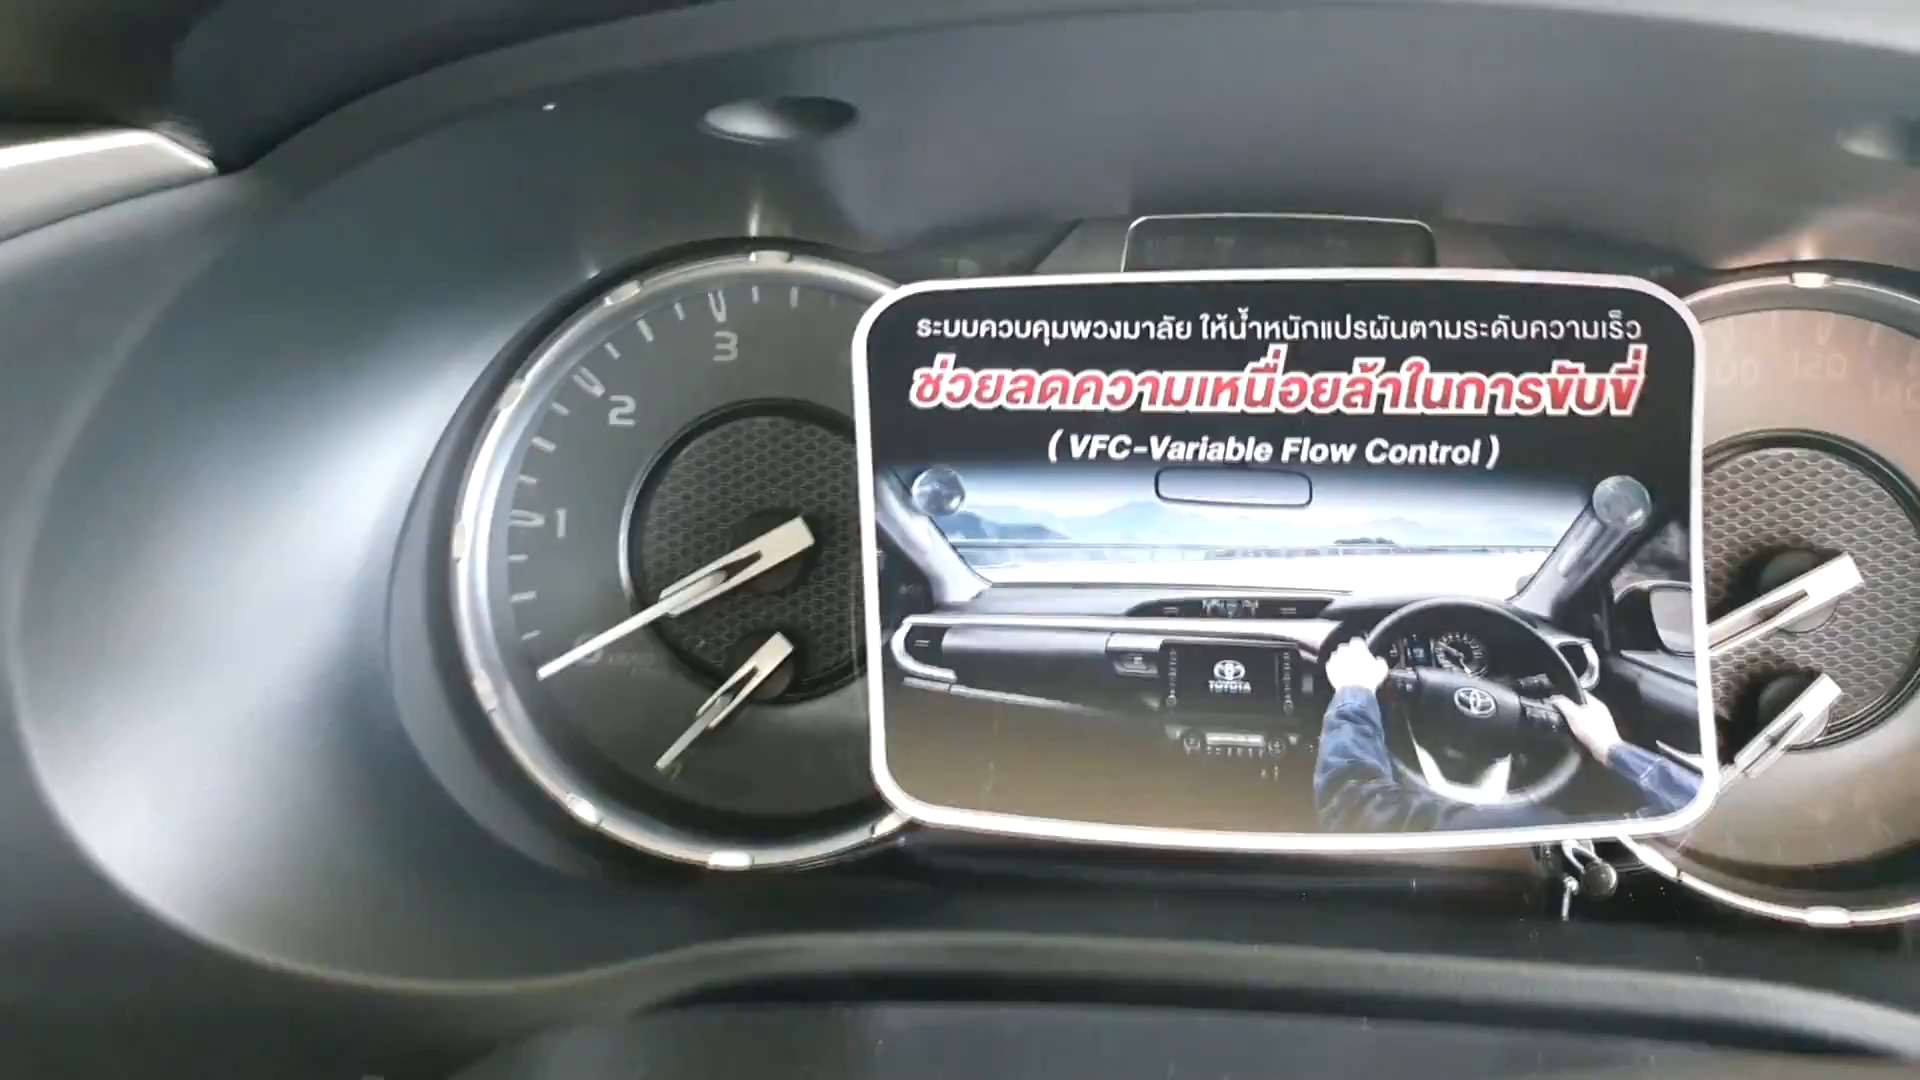 ระบบควบคุมพวงมาลัย ให้น้ำหนักแปรผันตามระดับความเร็ว
ช่วยลดความเหนื่อยล้าในการขับขี่
( VFC-Variable Flow Control )
3
2
1
120
TOYOTA